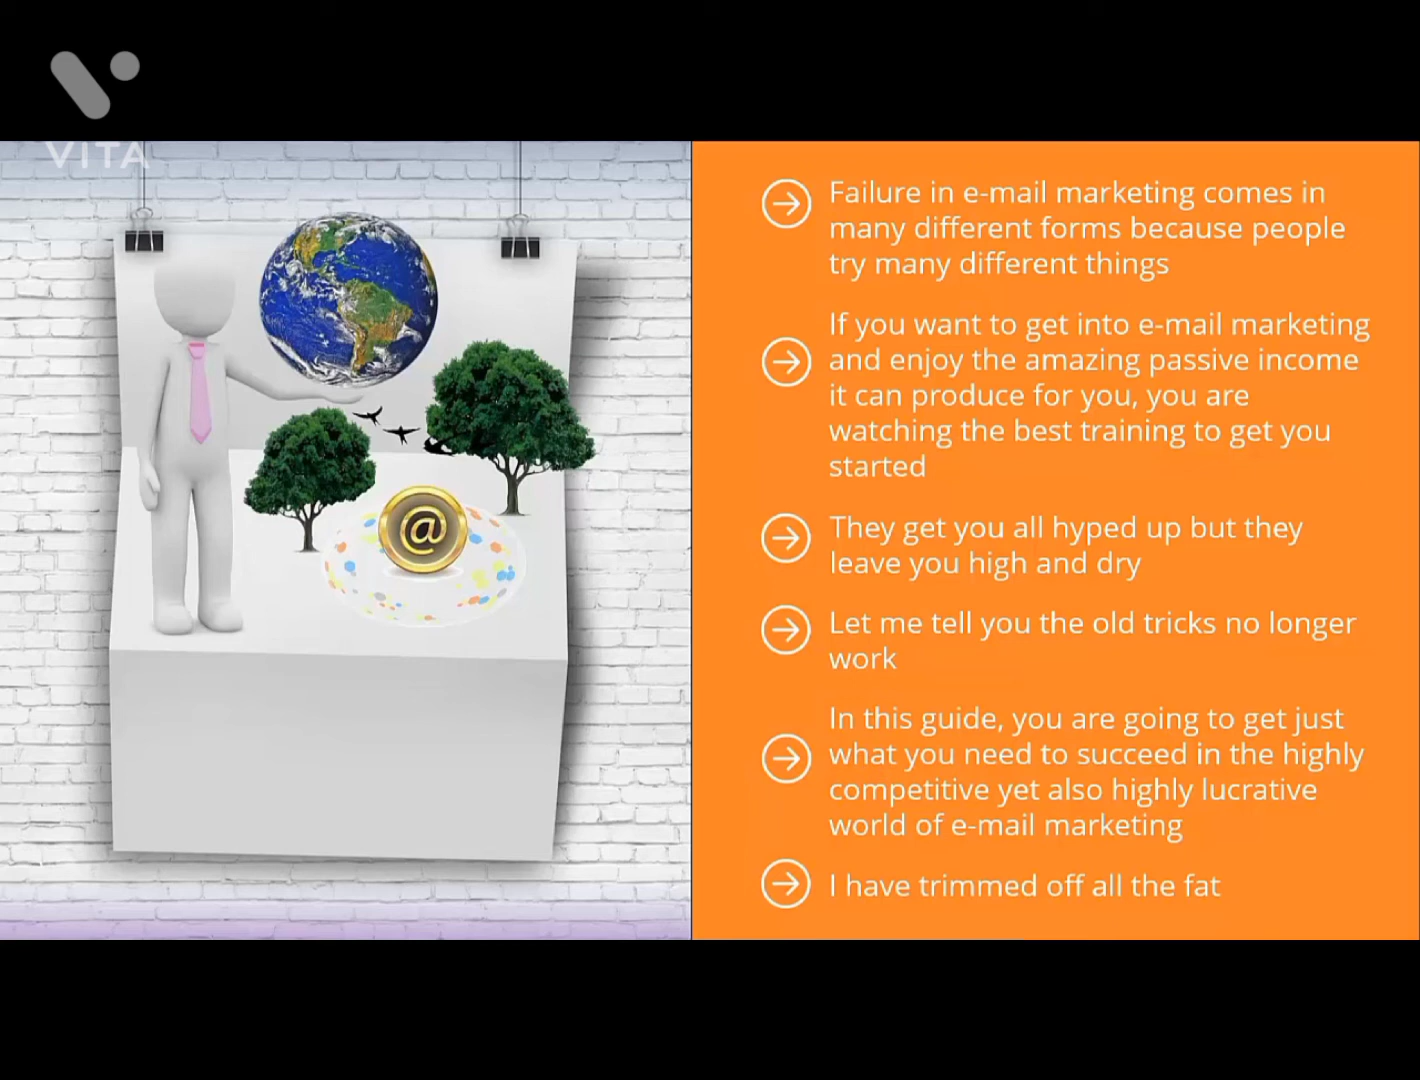 VITA
Failure in e-mail marketing comes in
many different forms because people
try many different things
If you want to get into e-mail marketing
and enjoy the amazing passive income
it can produce for you, you are
watching the best training to get you
started
They get you all hyped up but they
leave you high and dry
Let me tell you the old tricks no longer
work
In this guide, you are going to get just
what you need to succeed in the highly
competitive yet also highly lucrative
world of e-mail marketing
I have trimmed off all the fat
@